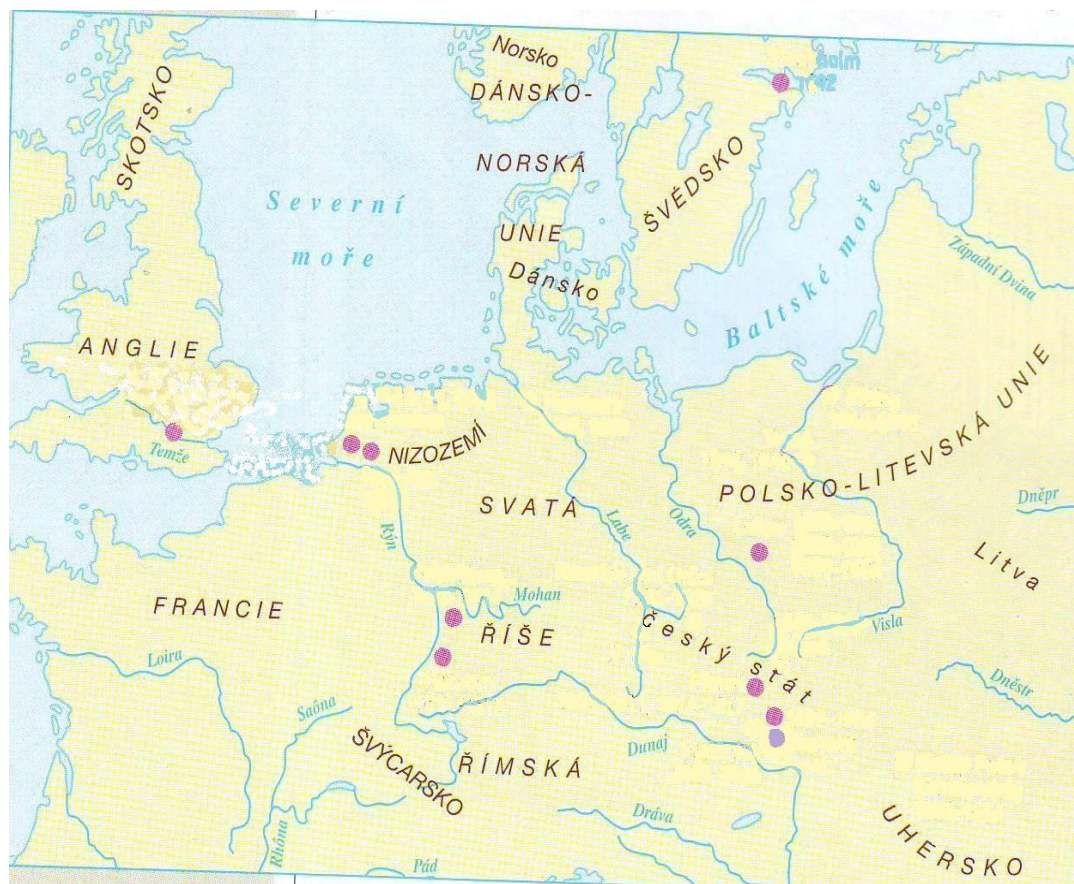 Norsko
DÁNSKO-
NORSKÁ
UNIE
Dánsko
SKOTSKO
Severní
moře
ŠVÉDSKO
Baltské moře
Západní Dvina
ANGLIE
Temže
NIZOZEMÍ
POLSKO-LITEVSKÁ UNIE
SVATÁ
Labe
Odra
Dněpr
Rýn
Litva
FRANCIE
Mohan
ŘÍŠE
Český stát
Visla
Loira
Dněstr
Saôna
ŠVÝCARSKO
ŘÍMSKÁ
Dunaj
Rhôna
Pád
Dráva
UHERSKO